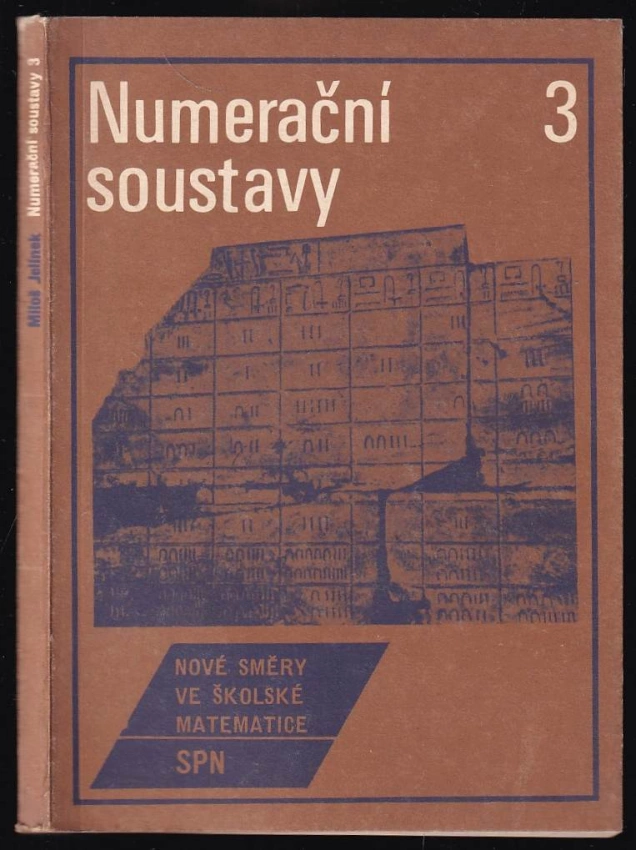 Miloš Jelínek Numerační soustavy 3
Numerační 3
soustavy
NOVÉ SMĚRY
VE ŠKOLSKÉ
MATEMATICE
SPN